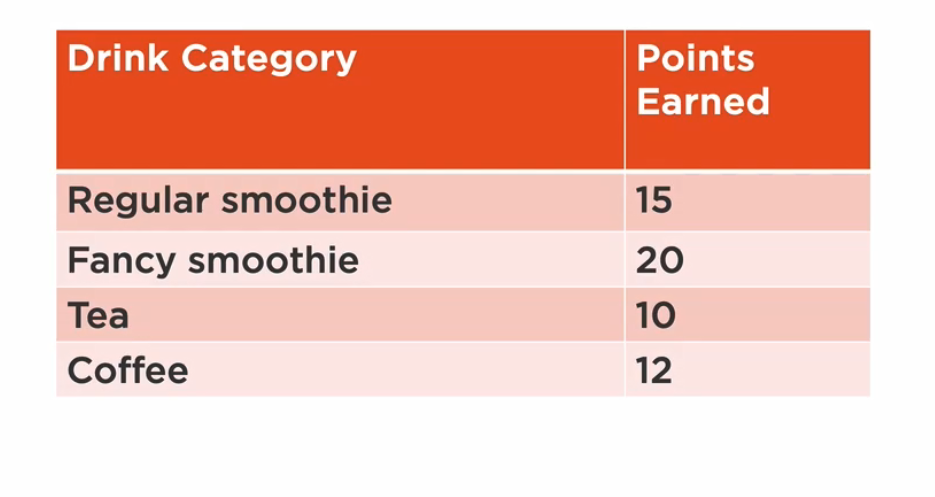 Drink Category
Points
Earned
Regular smoothie
15
Fancy smoothie
20
Tea
10
Coffee
12